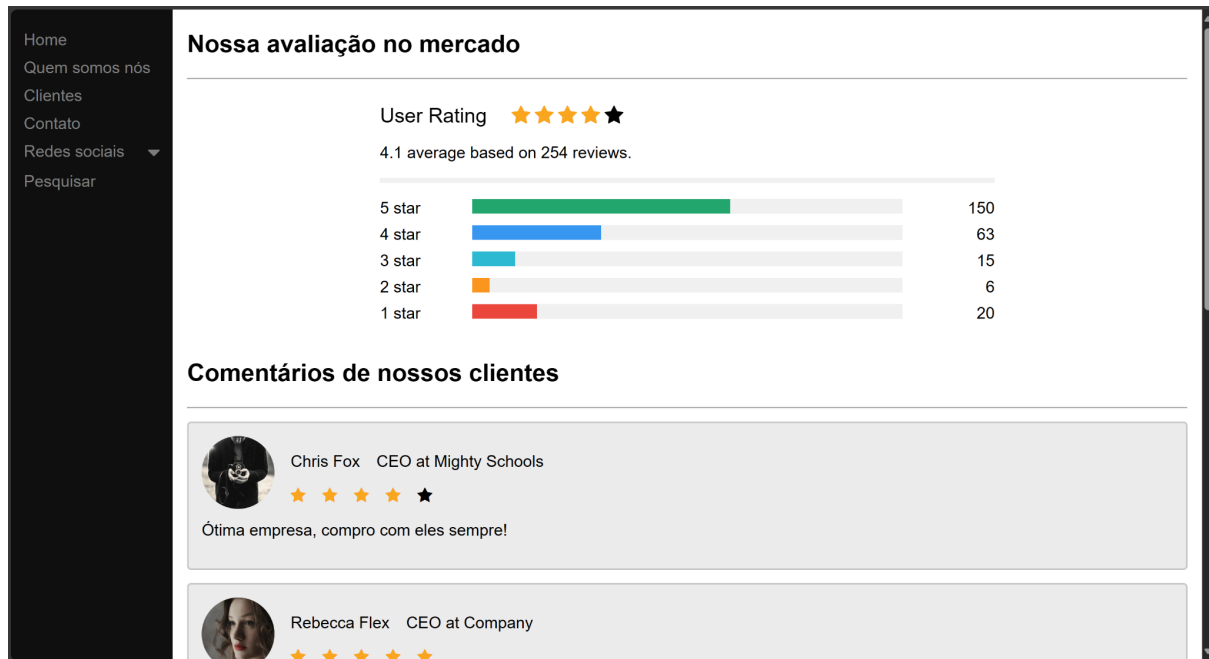 Home
Quem somos nós
Clientes
Contato
Redes sociais
Pesquisar
Nossa avaliação no mercado
User Rating
4.1 average based on 254 reviews.
5 star 150
4 star 63
3 star 15
2 star 6
1 star 20
Comentários de nossos clientes
Chris Fox CEO at Mighty Schools
Ótima empresa, compro com eles sempre!
Rebecca Flex CEO at Company